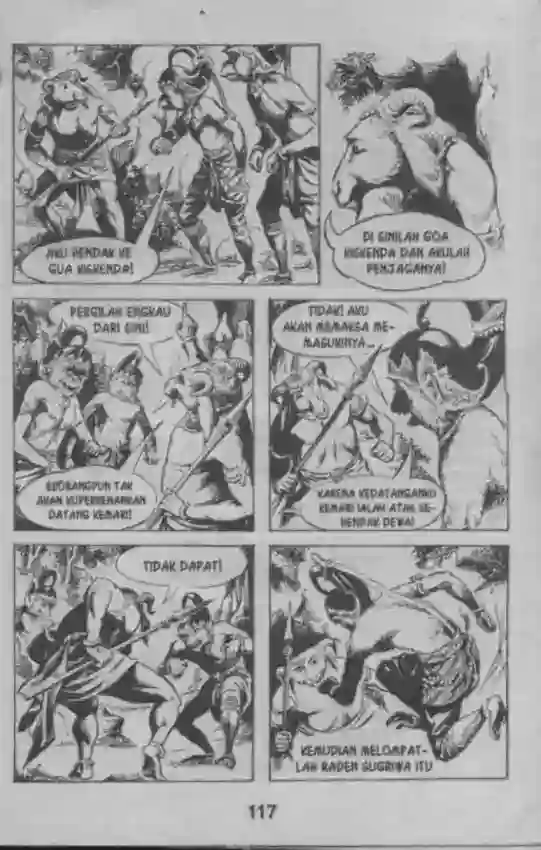 AKU HENDAK KE
GUA KISKENDA!
DI SINILAH GOA
KISKENDA DAN AKULAH
PENJAGANYA!
PERGILAH ENGKAU
DARI SINI!
SEORANGPUN TAK
AKAN KUPERKENANKAN
DATANG KEMARI!
TIDAK! AKU
AKAN MEMAKSA ME-
MASUKINYA...
KARENA KEDATANGANKU
KEMARI IALAH ATAS KE-
HENDAK DEWA!
TIDAK DAPAT!
KEMUDIAN MELOMPAT-
LAH RADEN SUGRIWA ITU
117